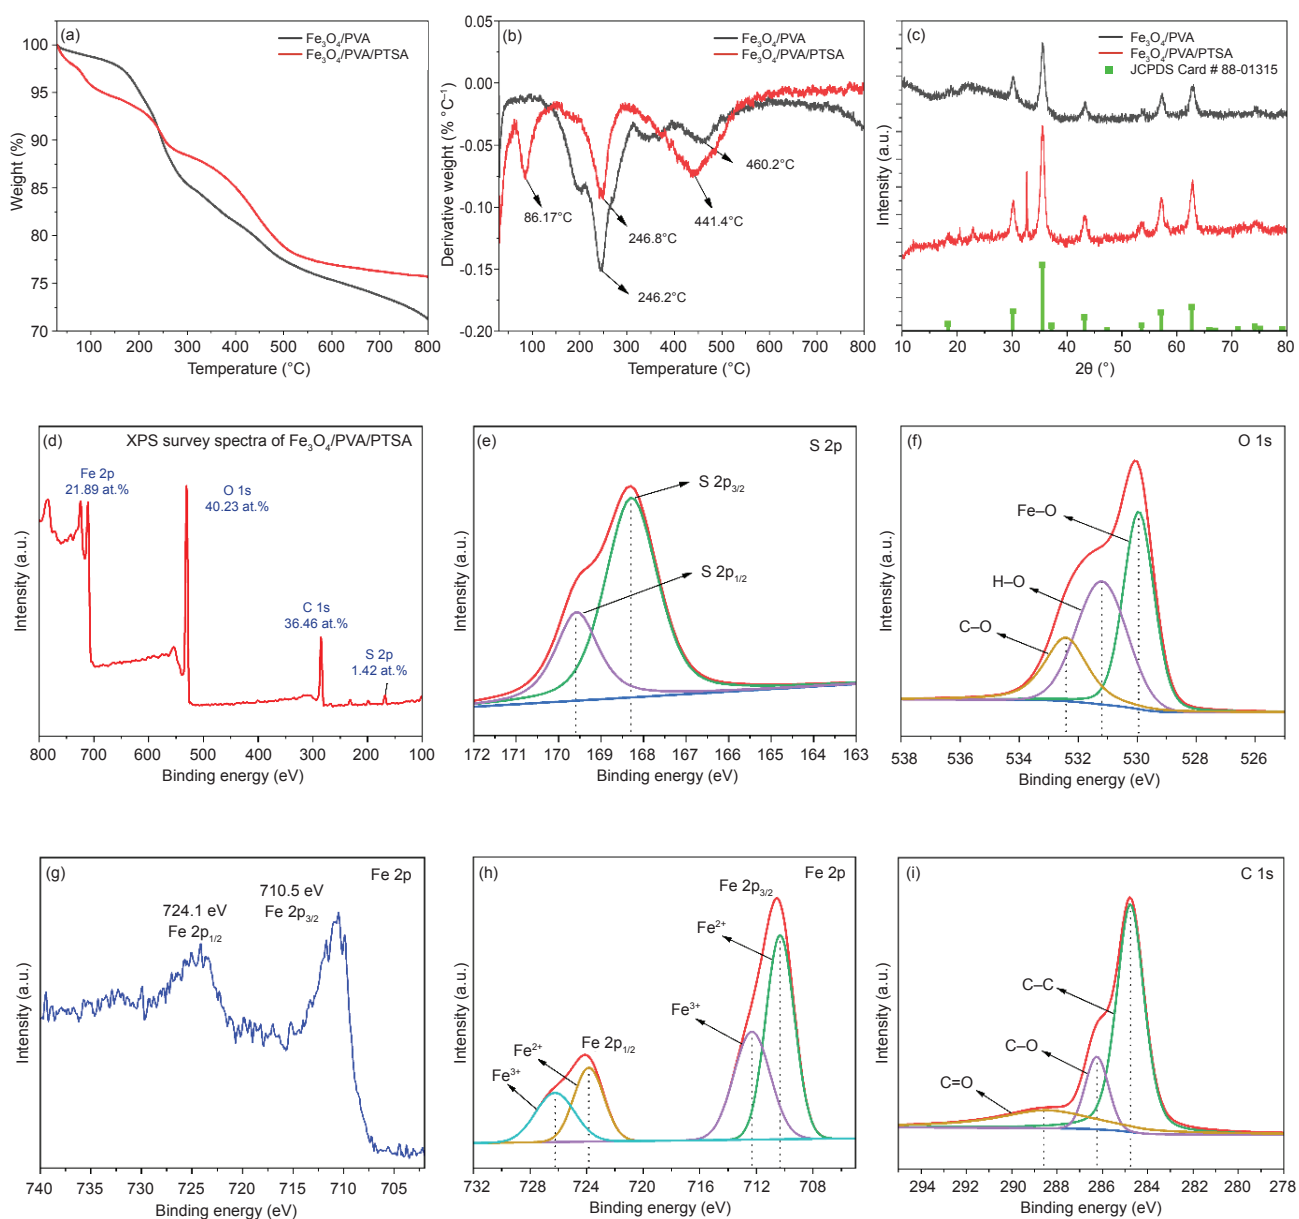 (a)
Fe₃O₄/PVA
Fe₃O₄/PVA/PTSA
100
95
90
85
80
75
70
Weight (%)
100 200 300 400 500 600 700 800
Temperature (°C)
(b)
Fe₃O₄/PVA
Fe₃O₄/PVA/PTSA
0.05
0.00
−0.05
−0.10
−0.15
−0.20
Derivative weight (% °C⁻¹)
460.2°C
86.17°C
441.4°C
246.8°C
246.2°C
100 200 300 400 500 600 700 800
Temperature (°C)
(c)
Fe₃O₄/PVA
Fe₃O₄/PVA/PTSA
JCPDS Card # 88-01315
Intensity (a.u.)
10 20 30 40 50 60 70 80
2θ (°)
(d)
XPS survey spectra of Fe₃O₄/PVA/PTSA
Fe 2p
21.89 at.%
O 1s
40.23 at.%
C 1s
36.46 at.%
S 2p
1.42 at.%
Intensity (a.u.)
800 700 600 500 400 300 200 100
Binding energy (eV)
(e)
S 2p
S 2p₃/₂
S 2p₁/₂
Intensity (a.u.)
172 171 170 169 168 167 166 165 164 163
Binding energy (eV)
(f)
O 1s
Fe–O
H–O
C–O
Intensity (a.u.)
538 536 534 532 530 528 526
Binding energy (eV)
(g)
Fe 2p
710.5 eV
Fe 2p₃/₂
724.1 eV
Fe 2p₁/₂
Intensity (a.u.)
740 735 730 725 720 715 710 705
Binding energy (eV)
(h)
Fe 2p
Fe 2p₃/₂
Fe²⁺
Fe³⁺
Fe 2p₁/₂
Fe²⁺
Fe³⁺
Intensity (a.u.)
732 728 724 720 716 712 708
Binding energy (eV)
(i)
C 1s
C–C
C–O
C=O
Intensity (a.u.)
294 292 290 288 286 284 282 280 278
Binding energy (eV)